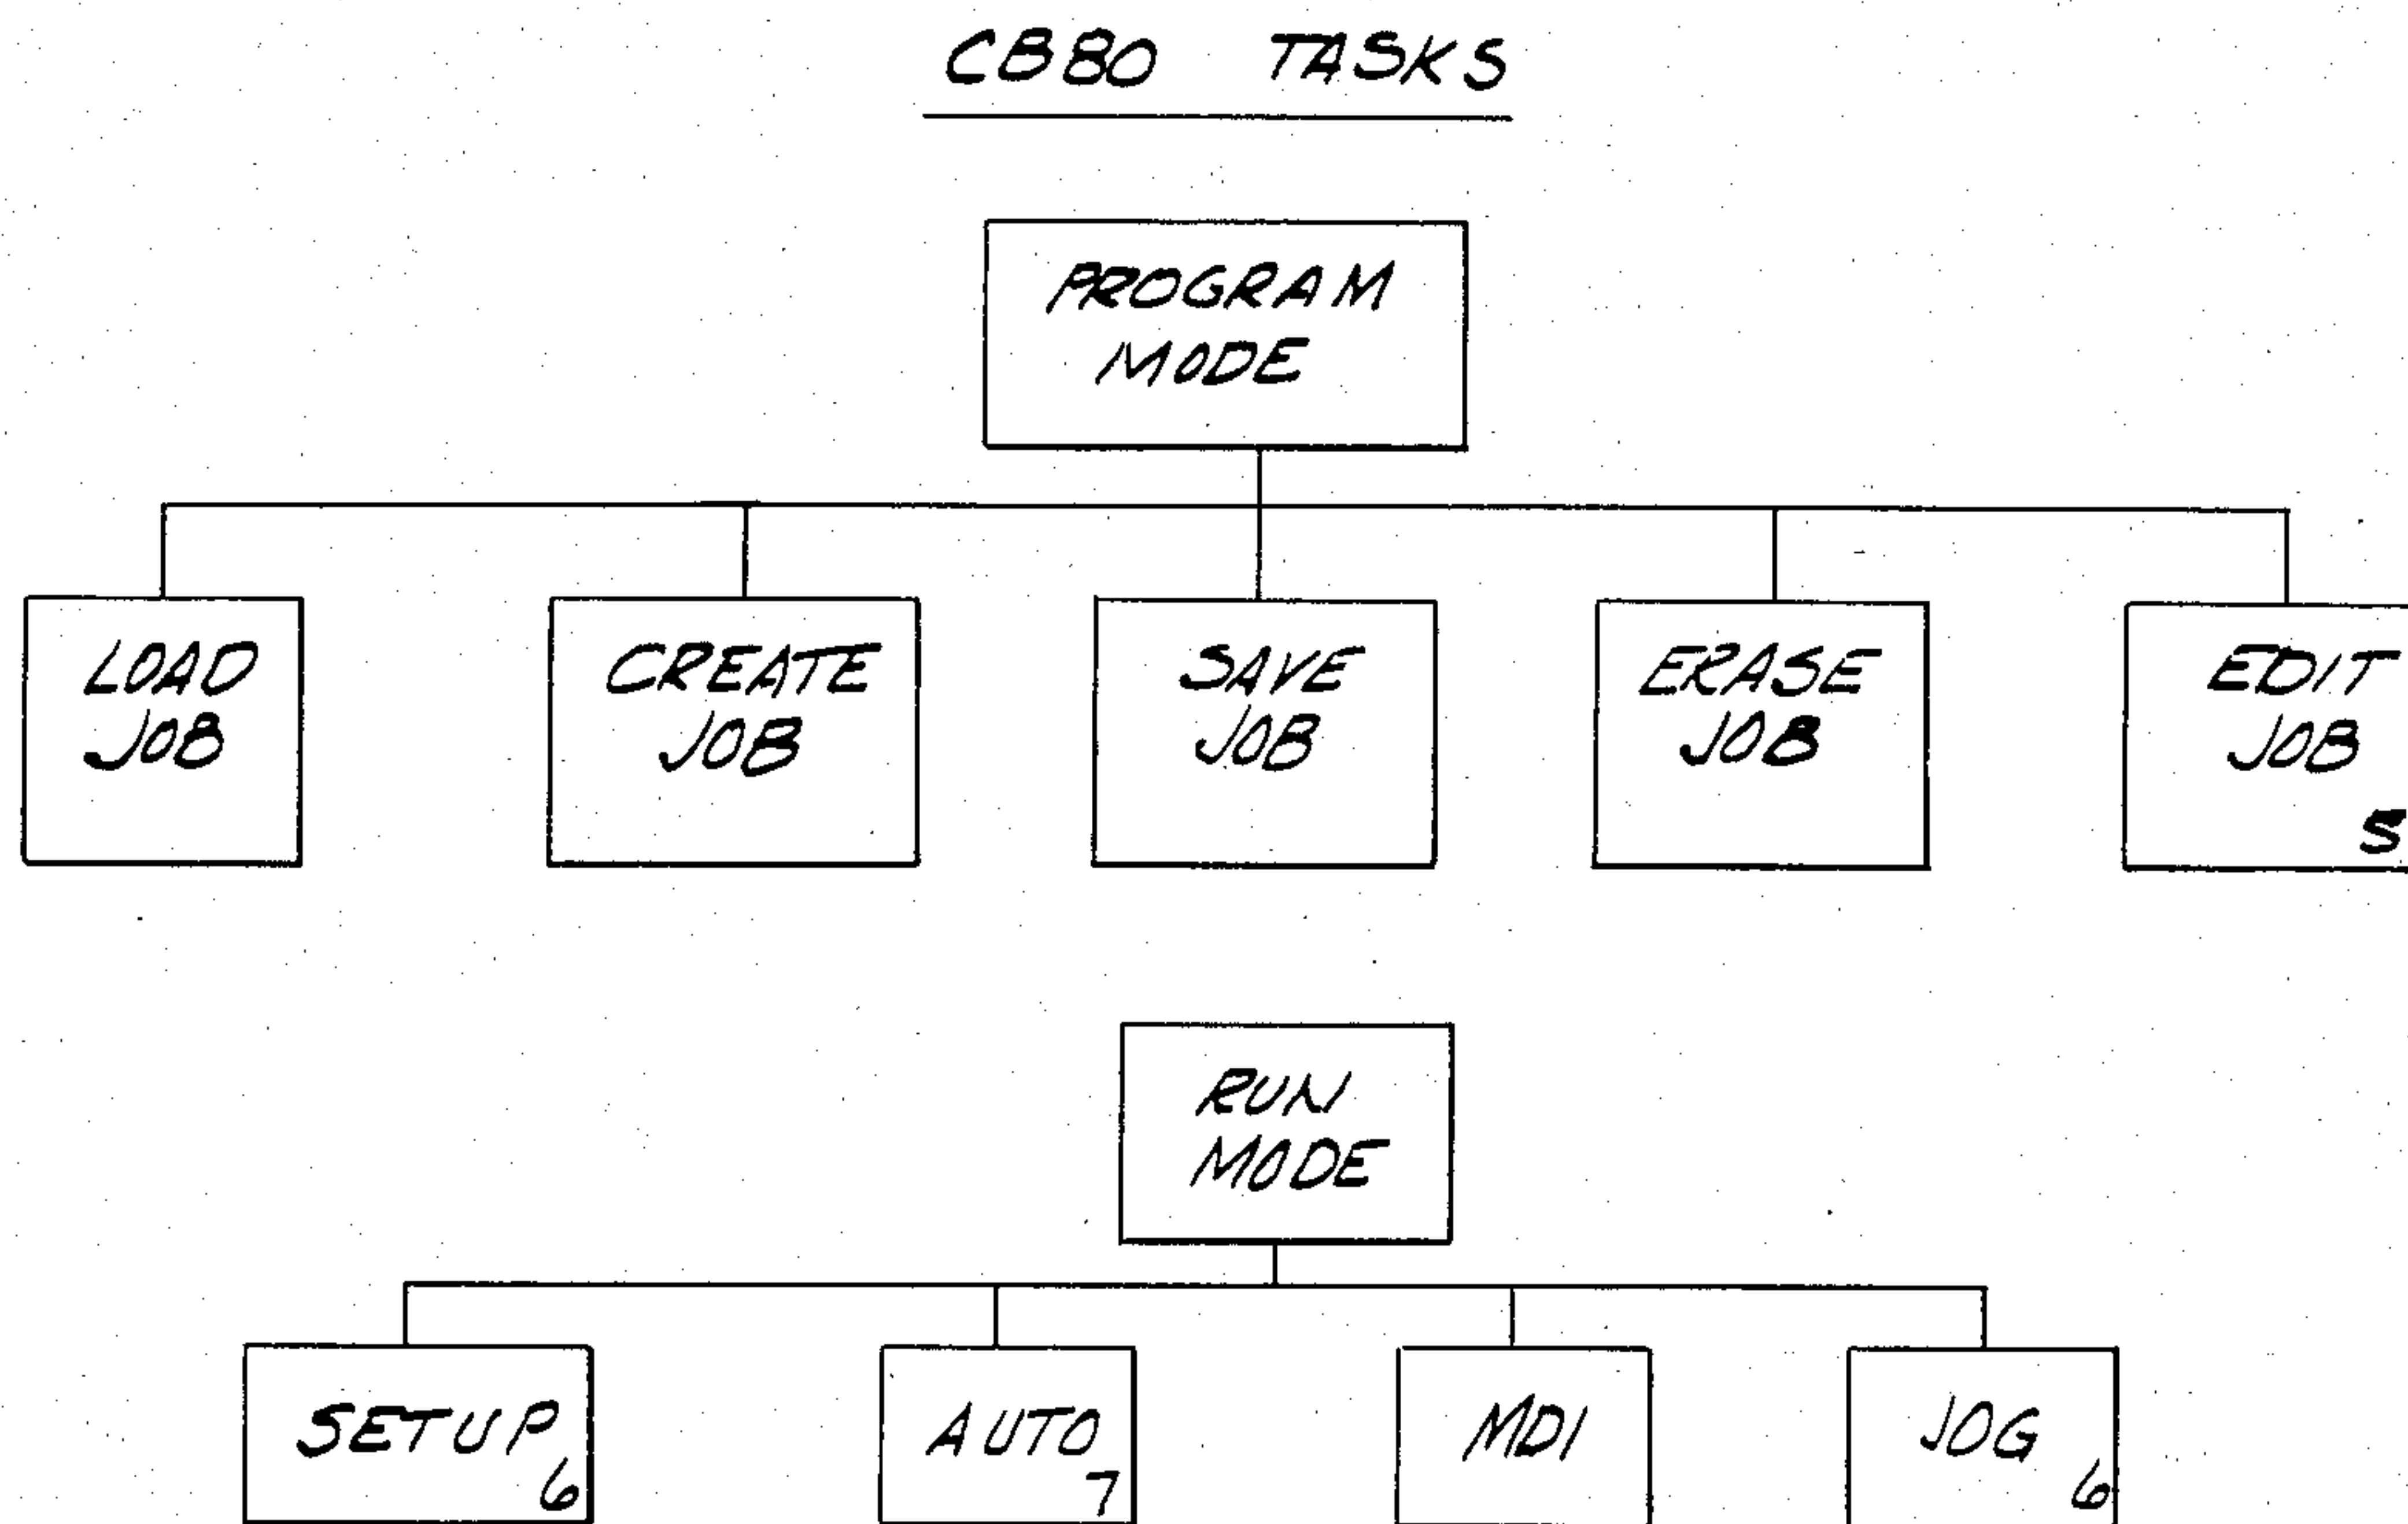 CB80 TASKS
PROGRAM
MODE
LOAD
JOB
CREATE
JOB
SAVE
JOB
ERASE
JOB
EDIT
JOB
5
RUN
MODE
SETUP
6
AUTO
7
MDI
JOG
6